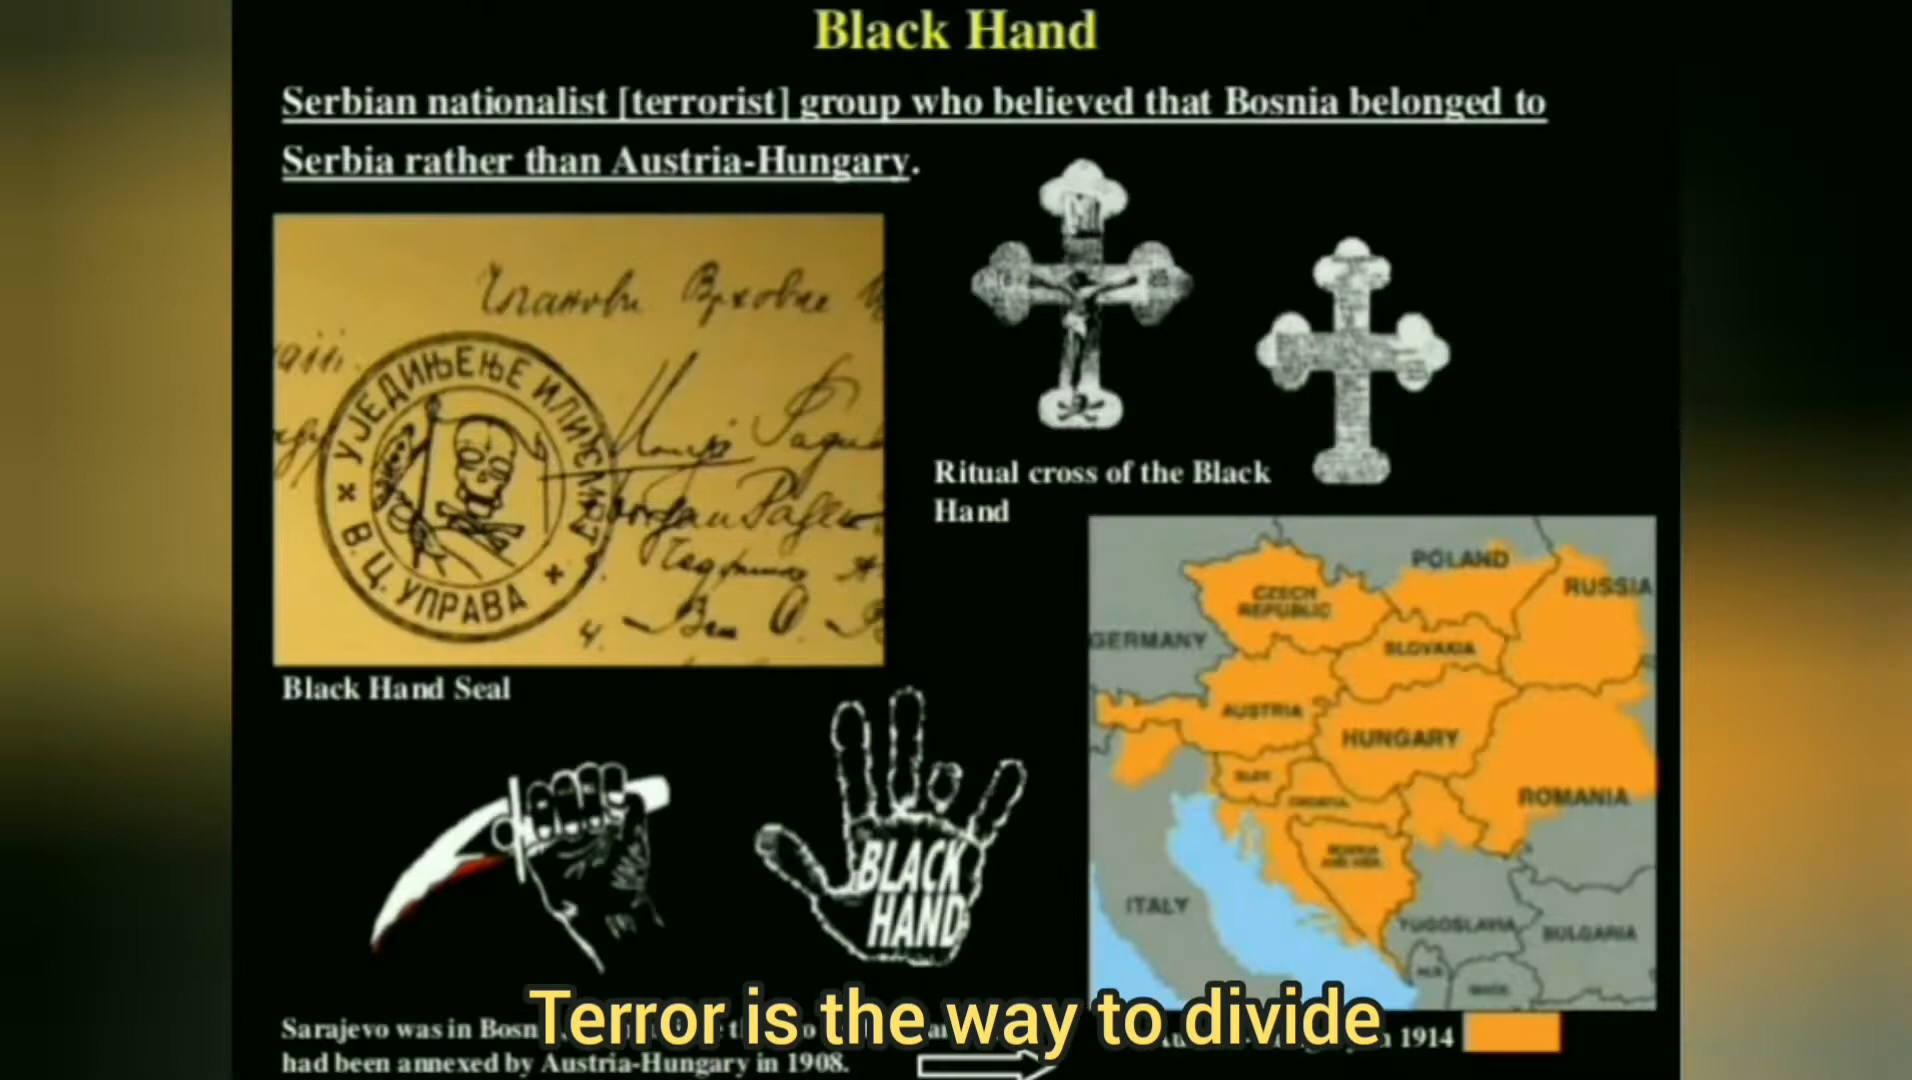 Black Hand
Serbian nationalist [terrorist] group who believed that Bosnia belonged to
Serbia rather than Austria-Hungary.
УЈЕДИЊЕЊЕ ИЛИ СМРТ
В.Ц. УПРАВА
Ritual cross of the Black
Hand
Black Hand Seal
POLAND
RUSSIA
CZECH
REPUBLIC
GERMANY
SLOVAKIA
AUSTRIA
HUNGARY
ROMANIA
ITALY
YUGOSLAVIA
BULGARIA
BLACK
HAND
Terror is the way to divide
Sarajevo was in
had been annexed by Austria-Hungary in 1908.
1914